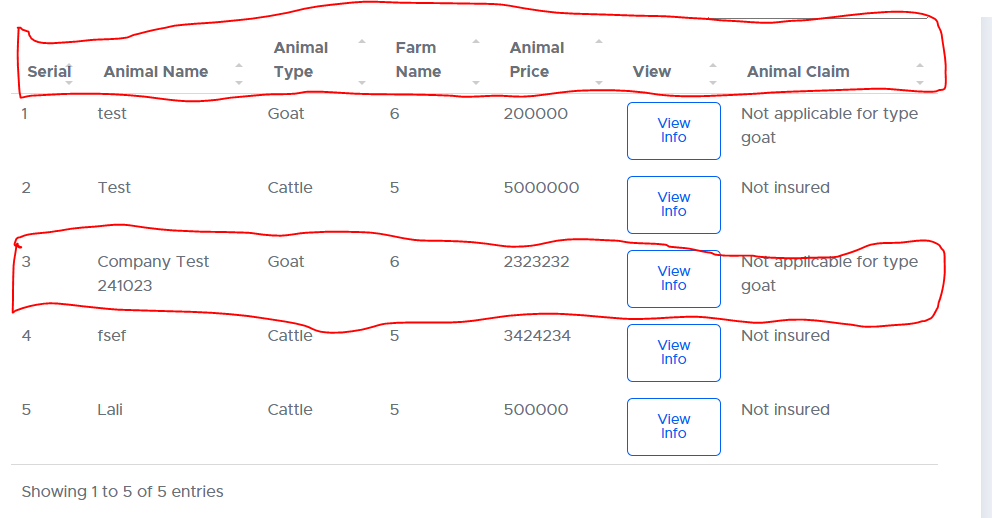 Serial Animal Name Animal Type Farm Name Animal Price View Animal Claim
1 test Goat 6 200000 View Info Not applicable for type goat
2 Test Cattle 5 5000000 View Info Not insured
3 Company Test 241023 Goat 6 2323232 View Info Not applicable for type goat
4 fsef Cattle 5 3424234 View Info Not insured
5 Lali Cattle 5 500000 View Info Not insured
Showing 1 to 5 of 5 entries